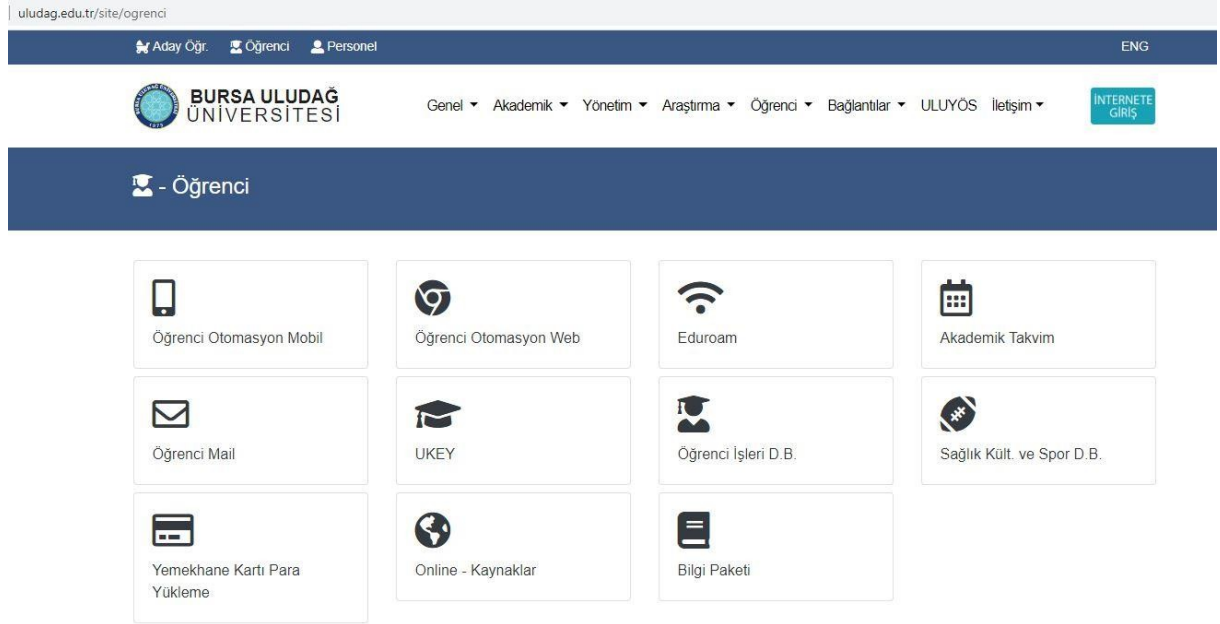 uludag.edu.tr/site/ogrenci
Aday Öğr. Öğrenci Personel ENG
BURSA ULUDAĞ
ÜNİVERSİTESİ
Genel Akademik Yönetim Araştırma Öğrenci Bağlantılar ULUYÖS İletişim
İNTERNETE
GİRİŞ
- Öğrenci
Öğrenci Otomasyon Mobil
Öğrenci Otomasyon Web
Eduroam
Akademik Takvim
Öğrenci Mail
UKEY
Öğrenci İşleri D.B.
Sağlık Kült. ve Spor D.B.
Yemekhane Kartı Para
Yükleme
Online - Kaynaklar
Bilgi Paketi